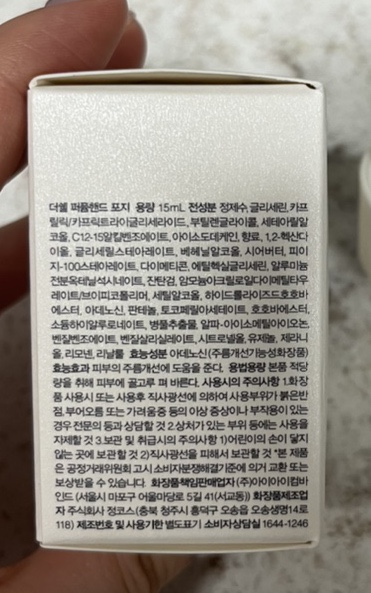 더쉘 퍼퓸핸드 포지 용량 15mL 전성분 정제수, 글리세린, 카프
릴릭/카프릭트라이글리세라이드, 부틸렌글라이콜, 세테아릴알
코올, C12-15알킬벤조에이트, 아이소도데케인, 향료, 1,2-헥산다
이올, 글리세릴스테아레이트, 베헤닐알코올, 시어버터, 피이
지-100스테아레이트, 다이메티콘, 에틸헥실글리세린, 알루미늄
전분옥테닐석시네이트, 잔탄검, 암모늄아크릴로일다이메틸타우
레이트/브이피코폴리머, 세틸알코올, 하이드롤라이즈드호호바
에스터, 아데노신, 판테놀, 토코페릴아세테이트, 호호바에스터,
소듐하이알루로네이트, 병풀추출물, 알파-아이소메틸아이오논,
벤질벤조에이트, 벤질살리실레이트, 시트로넬올, 유제놀, 제라니
올, 리모넨, 리날룰 효능성분 아데노신(주름개선기능성화장품)
효능효과 피부의 주름개선에 도움을 준다. 용법용량 본품 적당
량을 취해 피부에 골고루 펴 바른다. 사용시의 주의사항 1.화장
품 사용시 또는 사용후 직사광선에 의하여 사용부위가 붉은반
점, 부어오름 또는 가려움증 등의 이상 증상이나 부작용이 있는
경우 전문의 등과 상담할 것 2.상처가 있는 부위 등에는 사용을
자제할 것 3.보관 및 취급시의 주의사항 1)어린이의 손이 닿지
않는 곳에 보관할 것 2)직사광선을 피해서 보관할 것 *본 제품
은 공정거래위원회 고시 소비자분쟁해결기준에 의거 교환 또는
보상받을 수 있습니다. 화장품책임판매업자 (주)아이아이컴바
인드 (서울시 마포구 어울마당로 5길 41(서교동)) 화장품제조업
자 주식회사 정코스(충북 청주시 흥덕구 오송읍 오송생명14로
118) 제조번호 및 사용기한 별도표기 소비자상담실 1644-1246